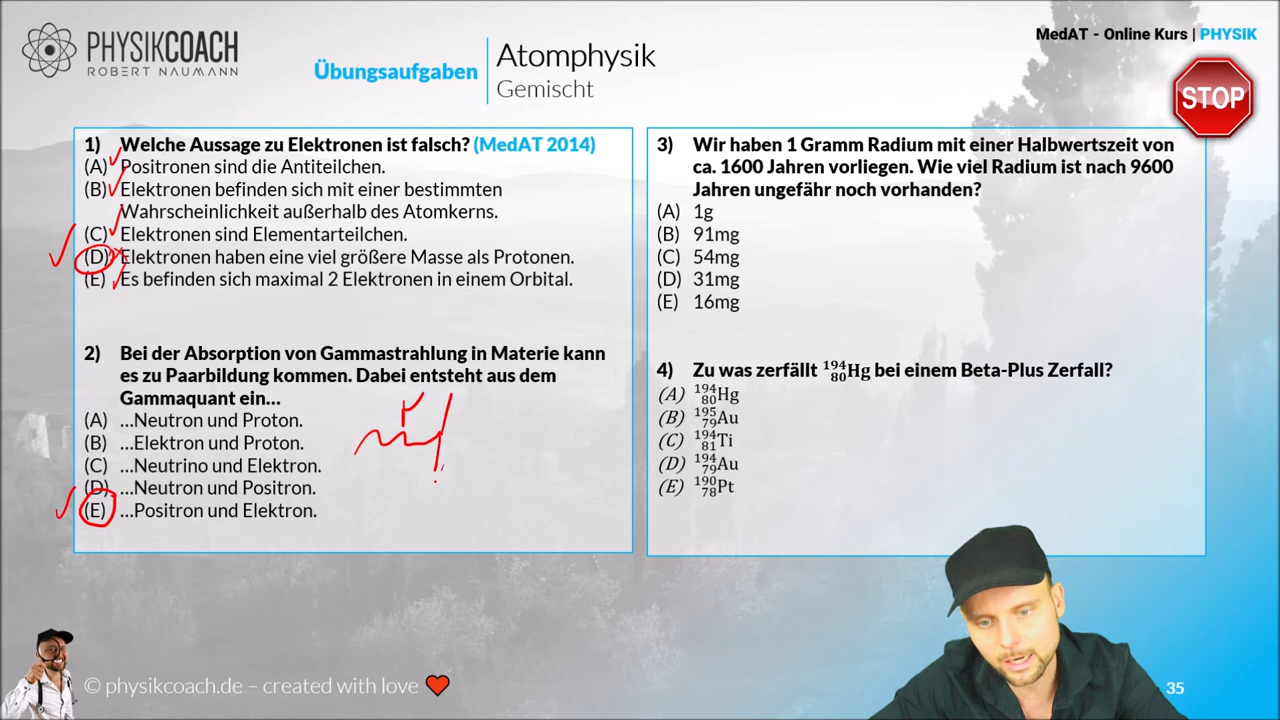 PHYSIKCOACH
ROBERT NAUMANN
Übungsaufgaben
Atomphysik
Gemischt
MedAT - Online Kurs | PHYSIK
STOP
1) Welche Aussage zu Elektronen ist falsch? (MedAT 2014)
(A) Positronen sind die Antiteilchen.
(B) Elektronen befinden sich mit einer bestimmten
Wahrscheinlichkeit außerhalb des Atomkerns.
(C) Elektronen sind Elementarteilchen.
(D) Elektronen haben eine viel größere Masse als Protonen.
(E) Es befinden sich maximal 2 Elektronen in einem Orbital.
2) Bei der Absorption von Gammastrahlung in Materie kann
es zu Paarbildung kommen. Dabei entsteht aus dem
Gammaquant ein...
(A) ...Neutron und Proton.
(B) ...Elektron und Proton.
(C) ...Neutrino und Elektron.
(D) ...Neutron und Positron.
(E) ...Positron und Elektron.
3) Wir haben 1 Gramm Radium mit einer Halbwertszeit von
ca. 1600 Jahren vorliegen. Wie viel Radium ist nach 9600
Jahren ungefähr noch vorhanden?
(A) 1g
(B) 91mg
(C) 54mg
(D) 31mg
(E) 16mg
4) Zu was zerfällt ¹⁹⁴₈₀Hg bei einem Beta-Plus Zerfall?
(A) ¹⁹⁴₈₀Hg
(B) ¹⁹⁵₇₉Au
(C) ¹⁹⁴₈₁Ti
(D) ¹⁹⁴₇₉Au
(E) ¹⁹⁰₇₈Pt
© physikcoach.de – created with love
35